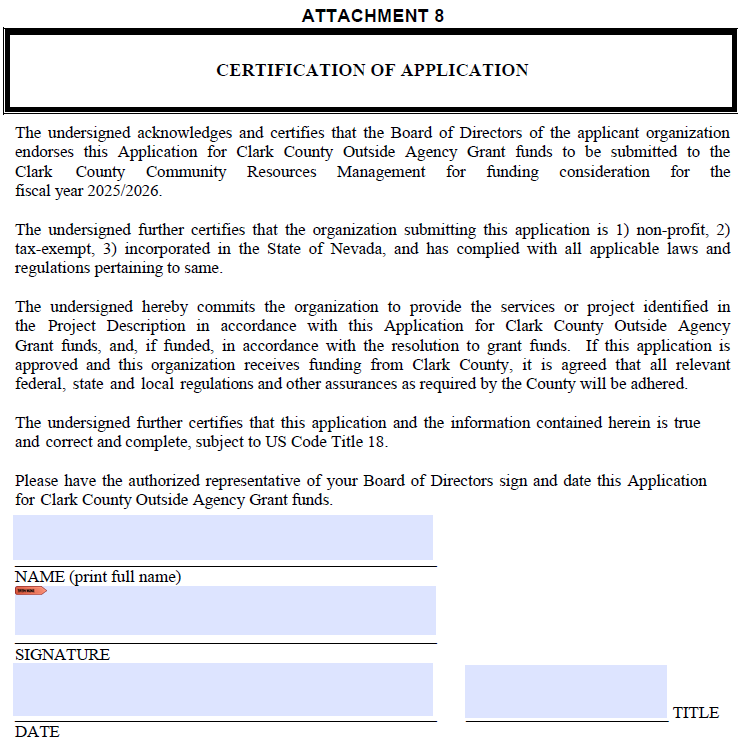 ATTACHMENT 8
CERTIFICATION OF APPLICATION
The undersigned acknowledges and certifies that the Board of Directors of the applicant organization
endorses this Application for Clark County Outside Agency Grant funds to be submitted to the
Clark County Community Resources Management for funding consideration for the
fiscal year 2025/2026.
The undersigned further certifies that the organization submitting this application is 1) non-profit, 2)
tax-exempt, 3) incorporated in the State of Nevada, and has complied with all applicable laws and
regulations pertaining to same.
The undersigned hereby commits the organization to provide the services or project identified in
the Project Description in accordance with this Application for Clark County Outside Agency
Grant funds, and, if funded, in accordance with the resolution to grant funds. If this application is
approved and this organization receives funding from Clark County, it is agreed that all relevant
federal, state and local regulations and other assurances as required by the County will be adhered.
The undersigned further certifies that this application and the information contained herein is true
and correct and complete, subject to US Code Title 18.
Please have the authorized representative of your Board of Directors sign and date this Application
for Clark County Outside Agency Grant funds.
NAME (print full name)
SIGNATURE
TITLE
DATE